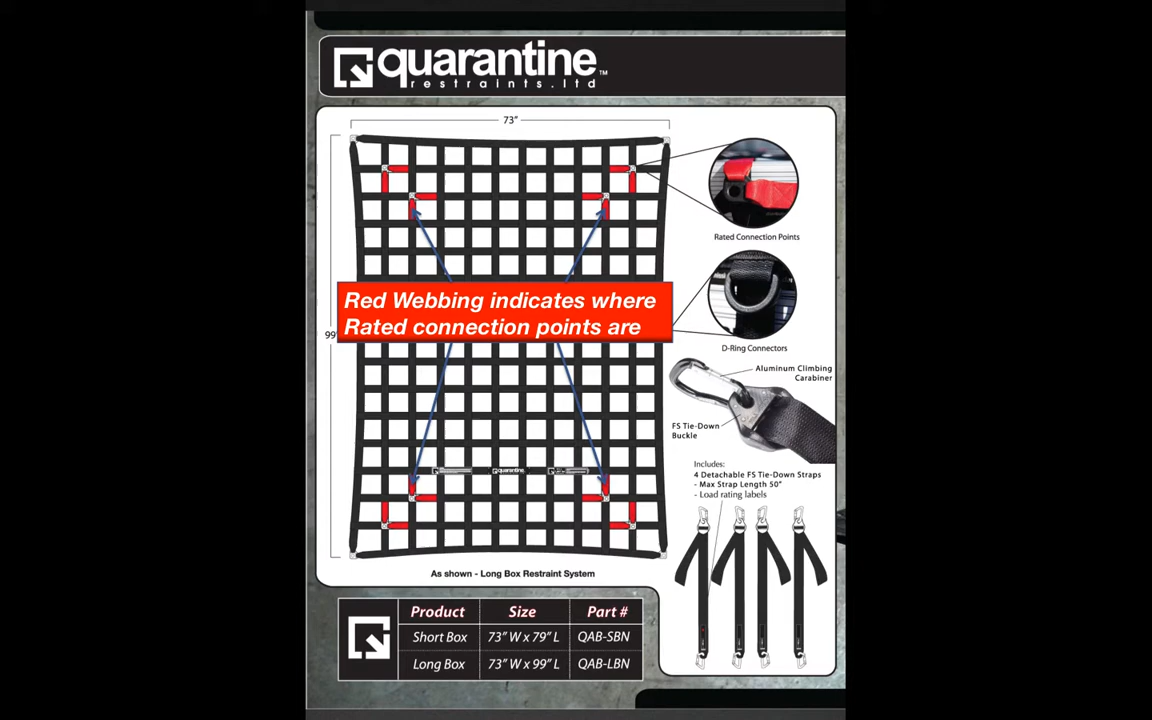 quarantine™
restraints.ltd
73"
Rated Connection Points
Red Webbing indicates where
Rated connection points are
99"
D-Ring Connectors
Aluminum Climbing
Carabiner
FS Tie-Down
Buckle
Includes:
4 Detachable FS Tie-Down Straps
- Max Strap Length 50"
- Load rating labels
quarantine
As shown - Long Box Restraint System
Product Size Part #
Short Box 73" W x 79" L QAB-SBN
Long Box 73" W x 99" L QAB-LBN